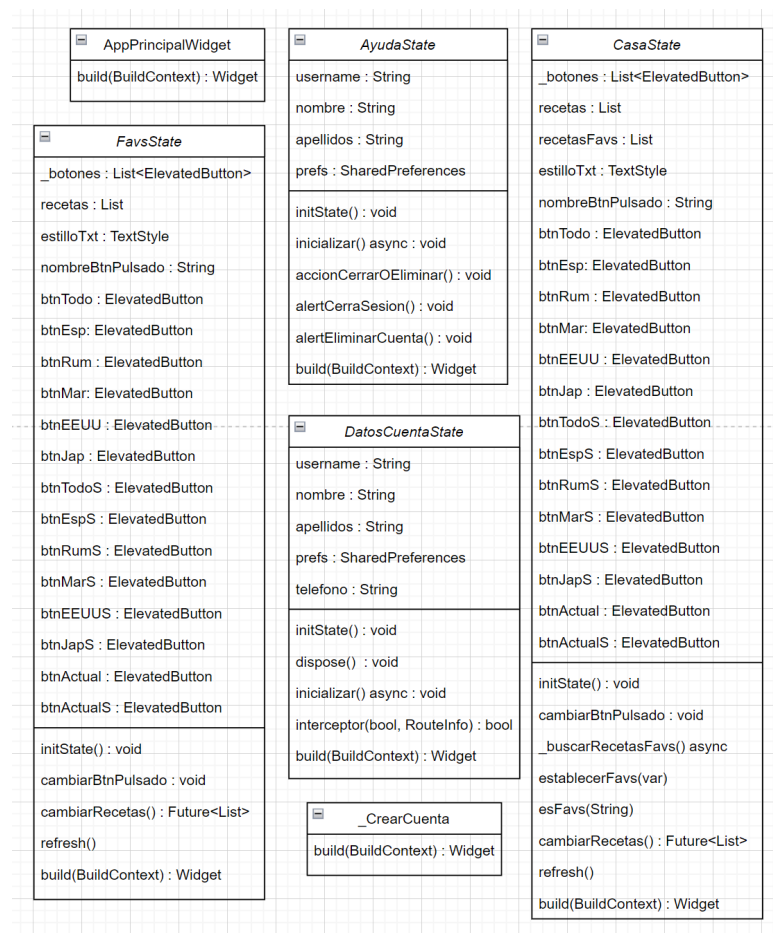 AppPrincipalWidget
build(BuildContext) : Widget
FavsState
_botones : List<ElevatedButton>
recetas : List
estilloTxt : TextStyle
nombreBtnPulsado : String
btnTodo : ElevatedButton
btnEsp: ElevatedButton
btnRum : ElevatedButton
btnMar: ElevatedButton
btnEEUU : ElevatedButton
btnJap : ElevatedButton
btnTodoS : ElevatedButton
btnEspS : ElevatedButton
btnRumS : ElevatedButton
btnMarS : ElevatedButton
btnEEUUS : ElevatedButton
btnJapS : ElevatedButton
btnActual : ElevatedButton
btnActualS : ElevatedButton
initState() : void
cambiarBtnPulsado : void
cambiarRecetas() : Future<List>
refresh()
build(BuildContext) : Widget
AyudaState
username : String
nombre : String
apellidos : String
prefs : SharedPreferences
initState() : void
inicializar() async : void
accionCerrarOEliminar() : void
alertCerraSesion() : void
alertEliminarCuenta() : void
build(BuildContext) : Widget
DatosCuentaState
username : String
nombre : String
apellidos : String
prefs : SharedPreferences
telefono : String
initState() : void
dispose() : void
inicializar() async : void
interceptor(bool, RouteInfo) : bool
build(BuildContext) : Widget
_CrearCuenta
build(BuildContext) : Widget
CasaState
_botones : List<ElevatedButton>
recetas : List
recetasFavs : List
estilloTxt : TextStyle
nombreBtnPulsado : String
btnTodo : ElevatedButton
btnEsp: ElevatedButton
btnRum : ElevatedButton
btnMar: ElevatedButton
btnEEUU : ElevatedButton
btnJap : ElevatedButton
btnTodoS : ElevatedButton
btnEspS : ElevatedButton
btnRumS : ElevatedButton
btnMarS : ElevatedButton
btnEEUUS : ElevatedButton
btnJapS : ElevatedButton
btnActual : ElevatedButton
btnActualS : ElevatedButton
initState() : void
cambiarBtnPulsado : void
_buscarRecetasFavs() async
establecerFavs(var)
esFavs(String)
cambiarRecetas() : Future<List>
refresh()
build(BuildContext) : Widget